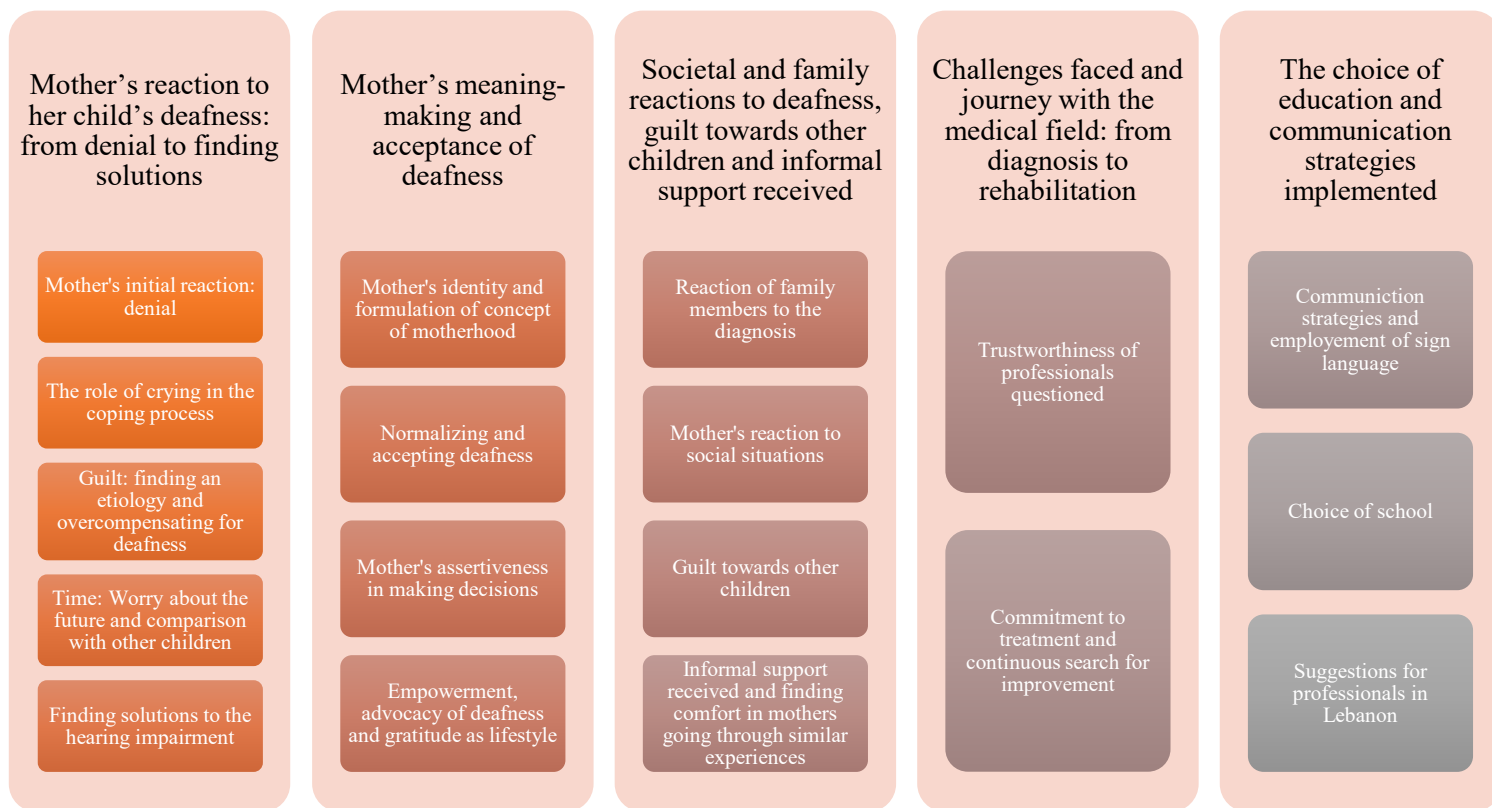 Mother’s reaction to
her child’s deafness:
from denial to finding
solutions
Mother's initial reaction:
denial
The role of crying in the
coping process
Guilt: finding an
etiology and
overcompensating for
deafness
Time: Worry about the
future and comparison
with other children
Finding solutions to the
hearing impairment
Mother’s meaning-
making and
acceptance of
deafness
Mother's identity and
formulation of concept
of motherhood
Normalizing and
accepting deafness
Mother's assertiveness
in making decisions
Empowerment,
advocacy of deafness
and gratitude as lifestyle
Societal and family
reactions to deafness,
guilt towards other
children and informal
support received
Reaction of family
members to the
diagnosis
Mother's reaction to
social situations
Guilt towards other
children
Informal support
received and finding
comfort in mothers
going through similar
experiences
Challenges faced and
journey with the
medical field: from
diagnosis to
rehabilitation
Trustworthiness of
professionals
questioned
Commitment to
treatment and
continuous search for
improvement
The choice of
education and
communication
strategies
implemented
Communiction
strategies and
employement of sign
language
Choice of school
Suggestions for
professionals in
Lebanon